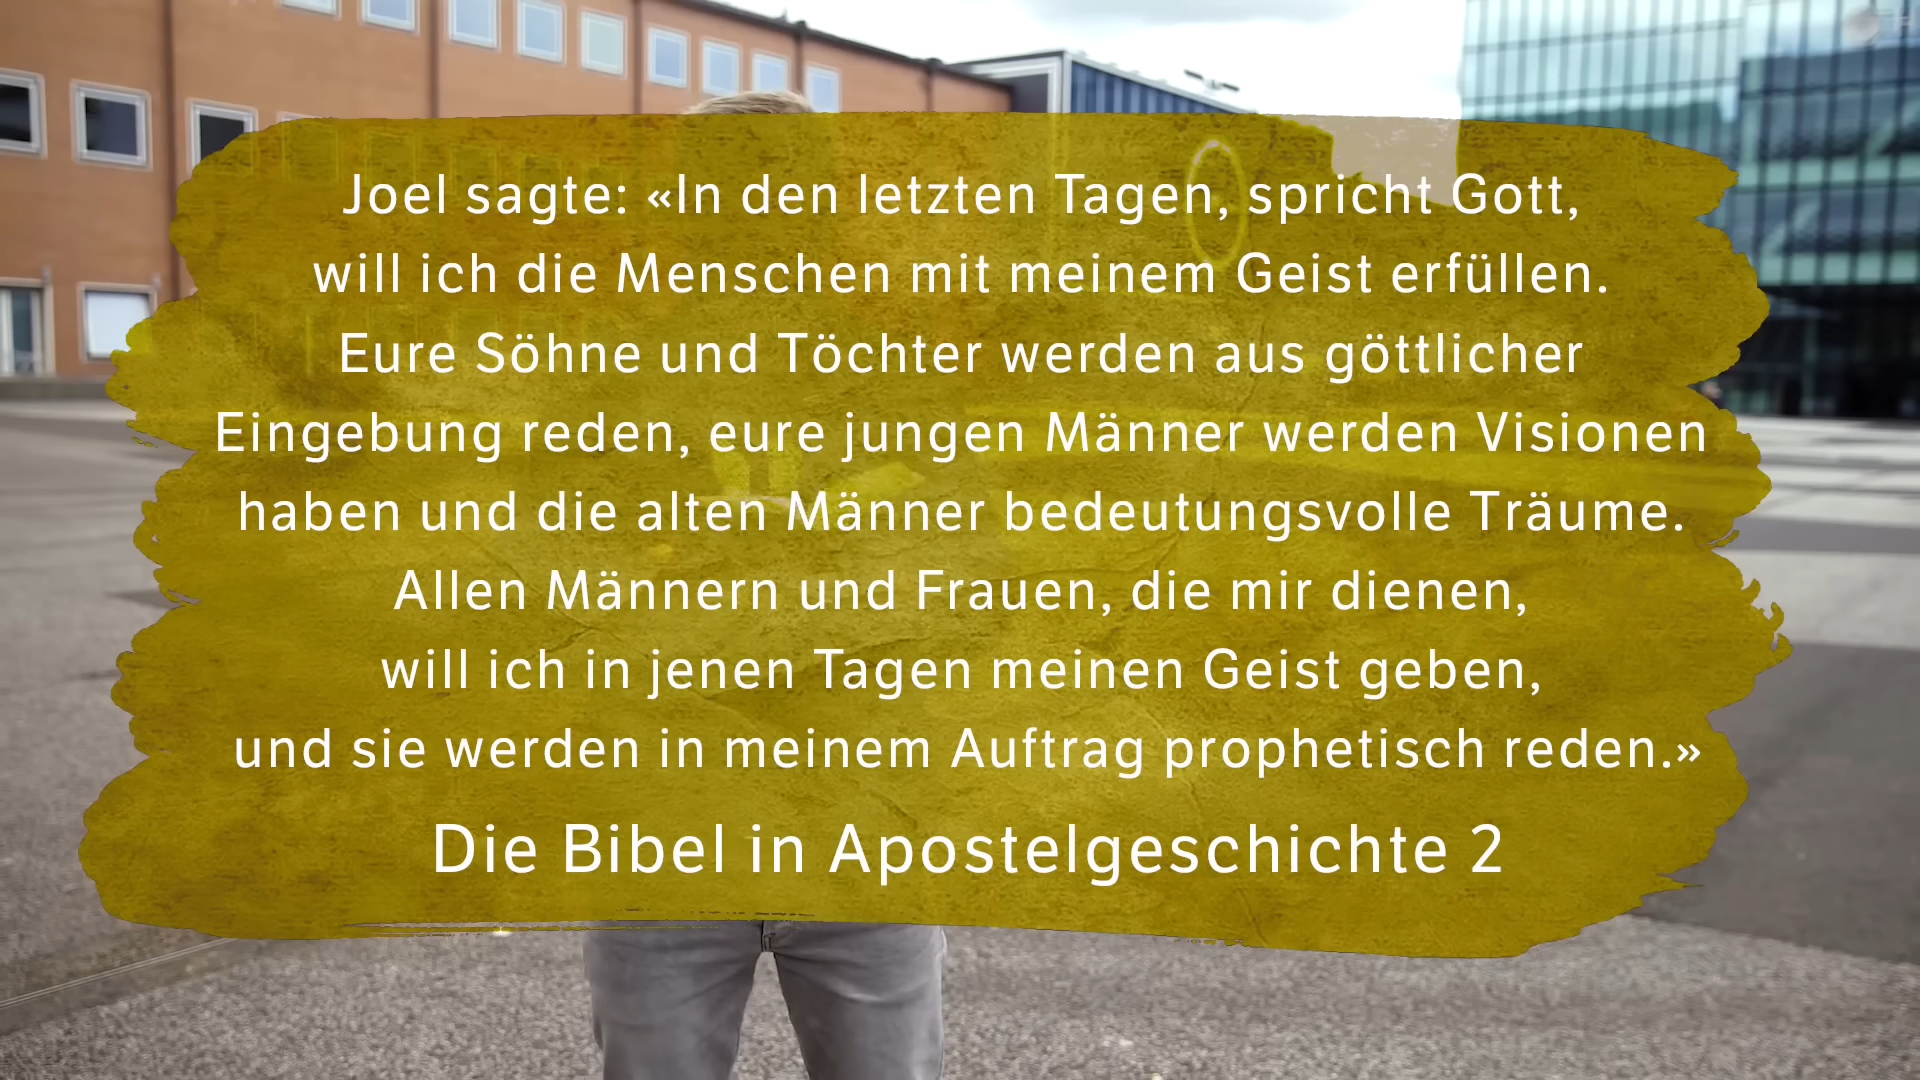 Joel sagte: «In den letzten Tagen, spricht Gott,
will ich die Menschen mit meinem Geist erfüllen.
Eure Söhne und Töchter werden aus göttlicher
Eingebung reden, eure jungen Männer werden Visionen
haben und die alten Männer bedeutungsvolle Träume.
Allen Männern und Frauen, die mir dienen,
will ich in jenen Tagen meinen Geist geben,
und sie werden in meinem Auftrag prophetisch reden.»
Die Bibel in Apostelgeschichte 2